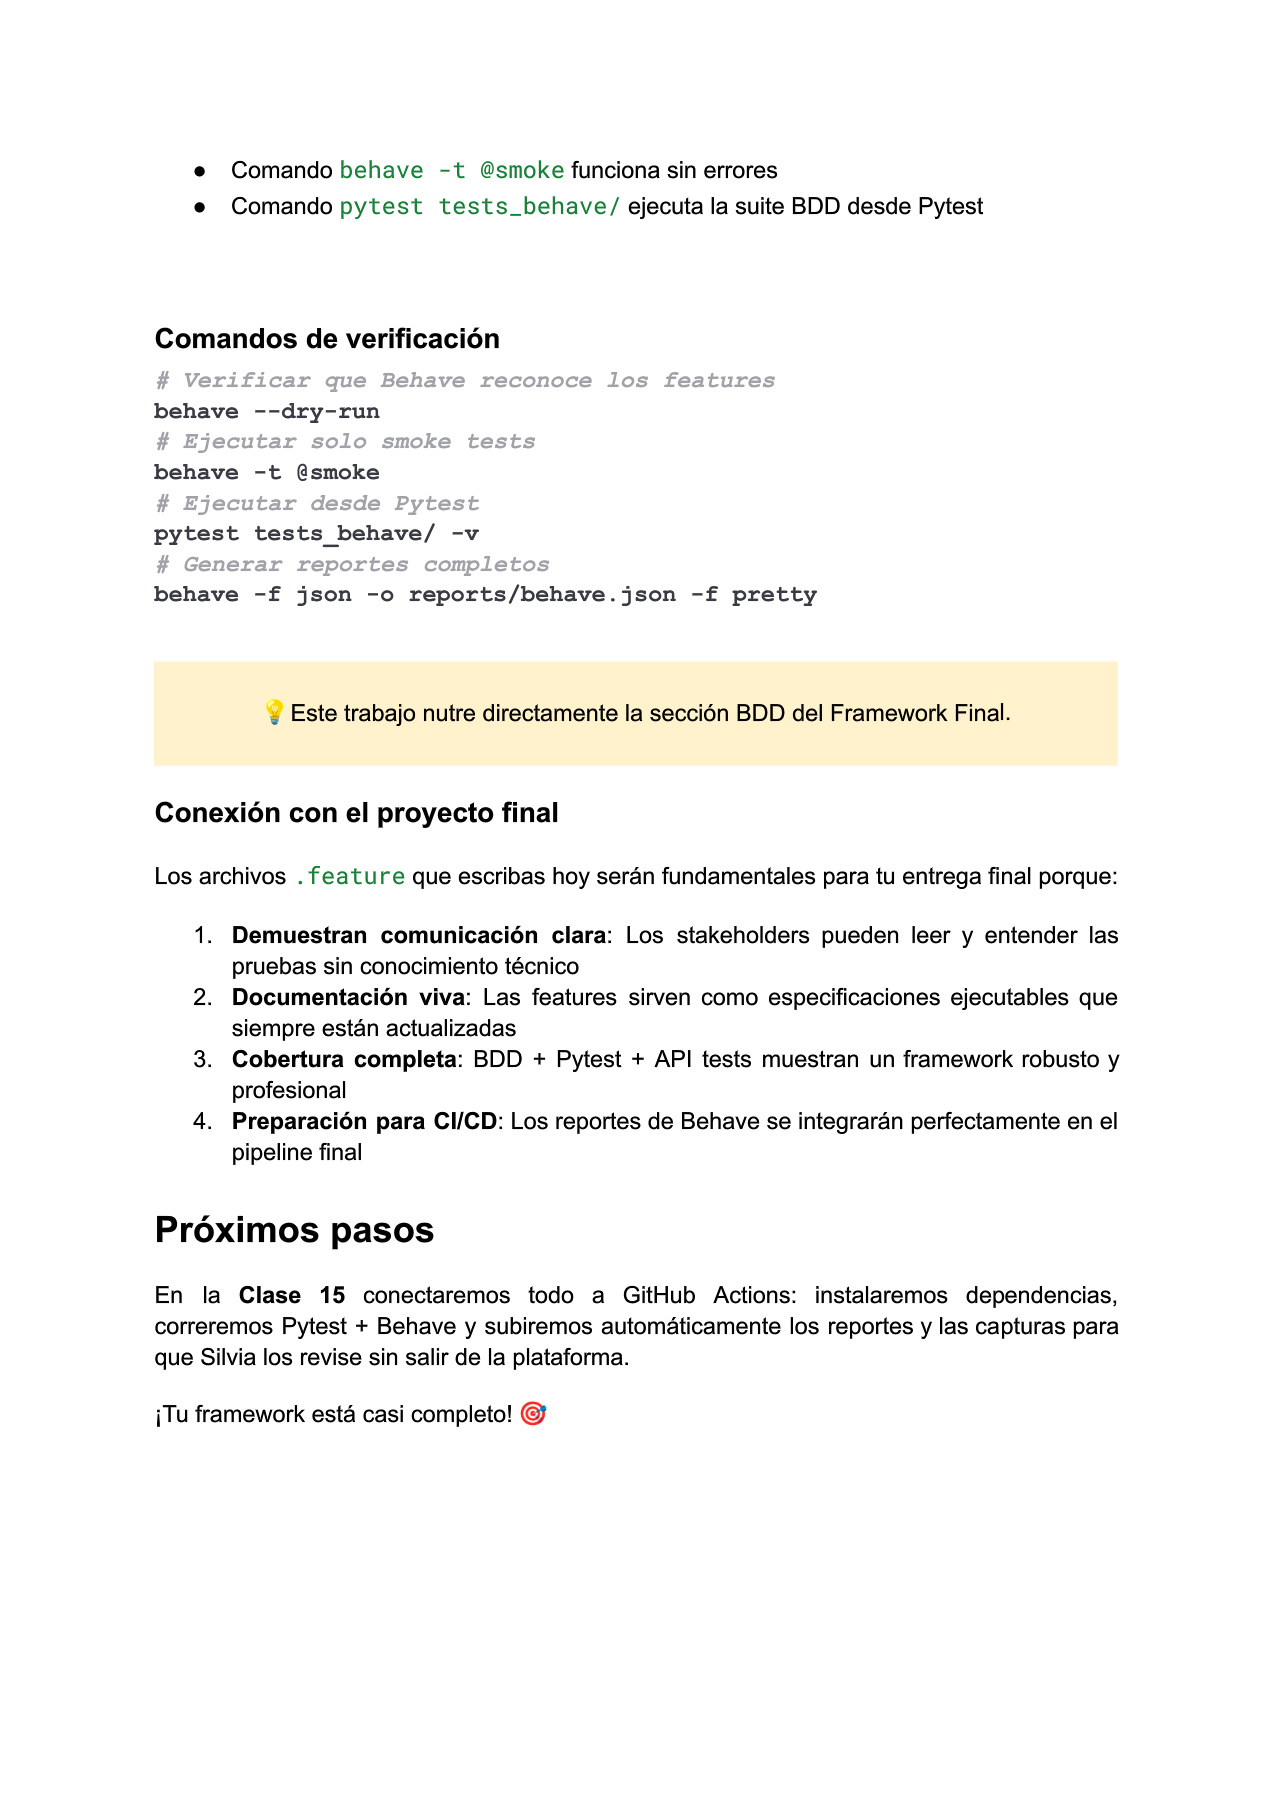 ● Comando behave -t @smoke funciona sin errores
● Comando pytest tests_behave/ ejecuta la suite BDD desde Pytest
Comandos de verificación
# Verificar que Behave reconoce los features
behave --dry-run
# Ejecutar solo smoke tests
behave -t @smoke
# Ejecutar desde Pytest
pytest tests_behave/ -v
# Generar reportes completos
behave -f json -o reports/behave.json -f pretty
💡Este trabajo nutre directamente la sección BDD del Framework Final.
Conexión con el proyecto final
Los archivos .feature que escribas hoy serán fundamentales para tu entrega final porque:
1. Demuestran comunicación clara: Los stakeholders pueden leer y entender las
pruebas sin conocimiento técnico
2. Documentación viva: Las features sirven como especificaciones ejecutables que
siempre están actualizadas
3. Cobertura completa: BDD + Pytest + API tests muestran un framework robusto y
profesional
4. Preparación para CI/CD: Los reportes de Behave se integrarán perfectamente en el
pipeline final
Próximos pasos
En la Clase 15 conectaremos todo a GitHub Actions: instalaremos dependencias,
correremos Pytest + Behave y subiremos automáticamente los reportes y las capturas para
que Silvia los revise sin salir de la plataforma.
¡Tu framework está casi completo! 🎯